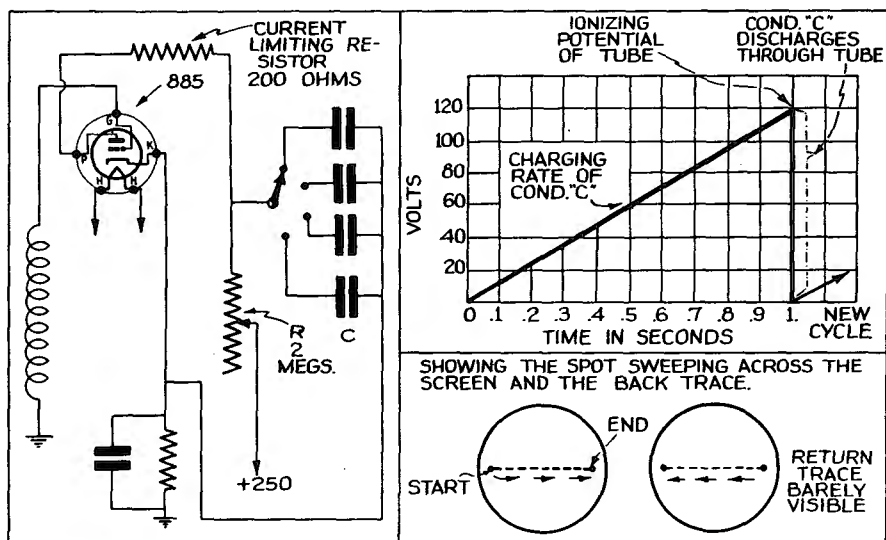 CURRENT
LIMITING RE-
SISTOR
200 OHMS
885
G
P
K
H
H
R
2
MEGS.
C
+250
IONIZING
POTENTIAL
OF TUBE
COND. "C"
DISCHARGES
THROUGH TUBE
120
100
80
60
40
20
VOLTS
CHARGING
RATE OF
COND. "C"
0 .1 .2 .3 .4 .5 .6 .7 .8 .9 1.
TIME IN SECONDS
NEW
CYCLE
SHOWING THE SPOT SWEEPING ACROSS THE
SCREEN AND THE BACK TRACE.
END
START
RETURN
TRACE
BARELY
VISIBLE